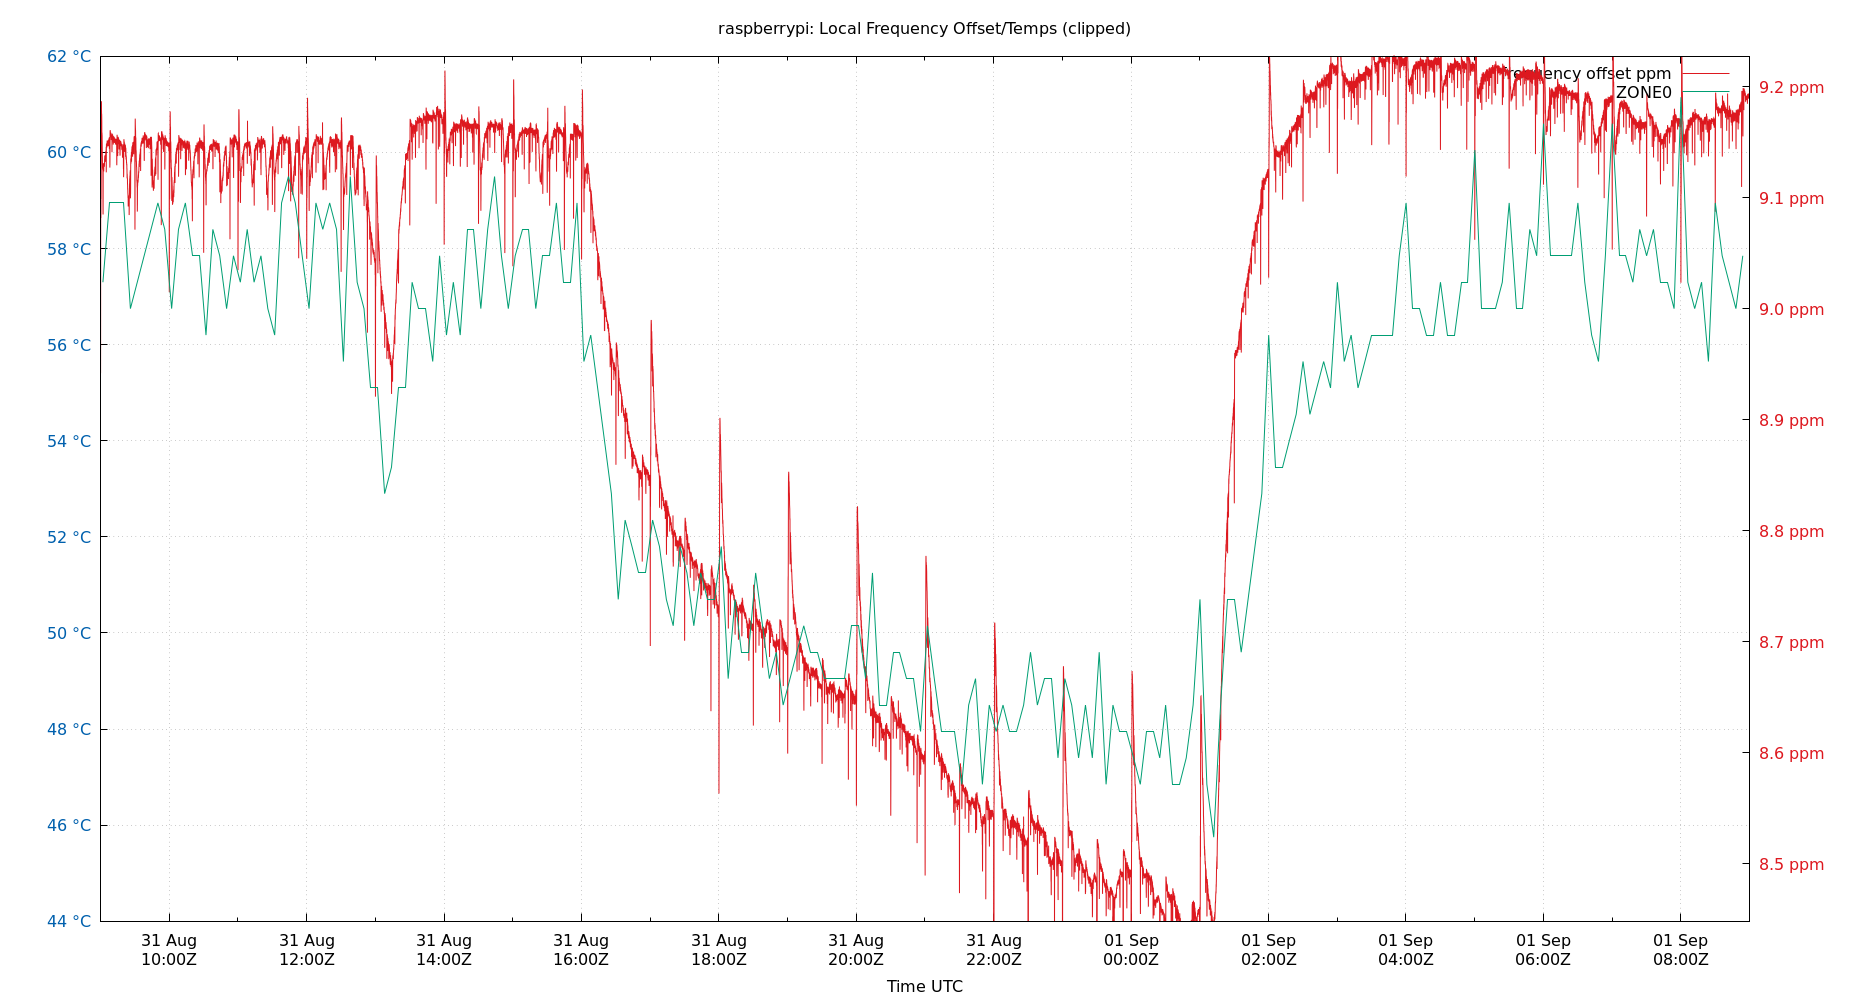 raspberrypi: Local Frequency Offset/Temps (clipped)
62 °C
60 °C
58 °C
56 °C
54 °C
52 °C
50 °C
48 °C
46 °C
44 °C
frequency offset ppm
ZONE0
9.2 ppm
9.1 ppm
9.0 ppm
8.9 ppm
8.8 ppm
8.7 ppm
8.6 ppm
8.5 ppm
31 Aug 31 Aug 31 Aug 31 Aug 31 Aug 31 Aug 31 Aug 01 Sep 01 Sep 01 Sep 01 Sep 01 Sep
10:00Z 12:00Z 14:00Z 16:00Z 18:00Z 20:00Z 22:00Z 00:00Z 02:00Z 04:00Z 06:00Z 08:00Z
Time UTC